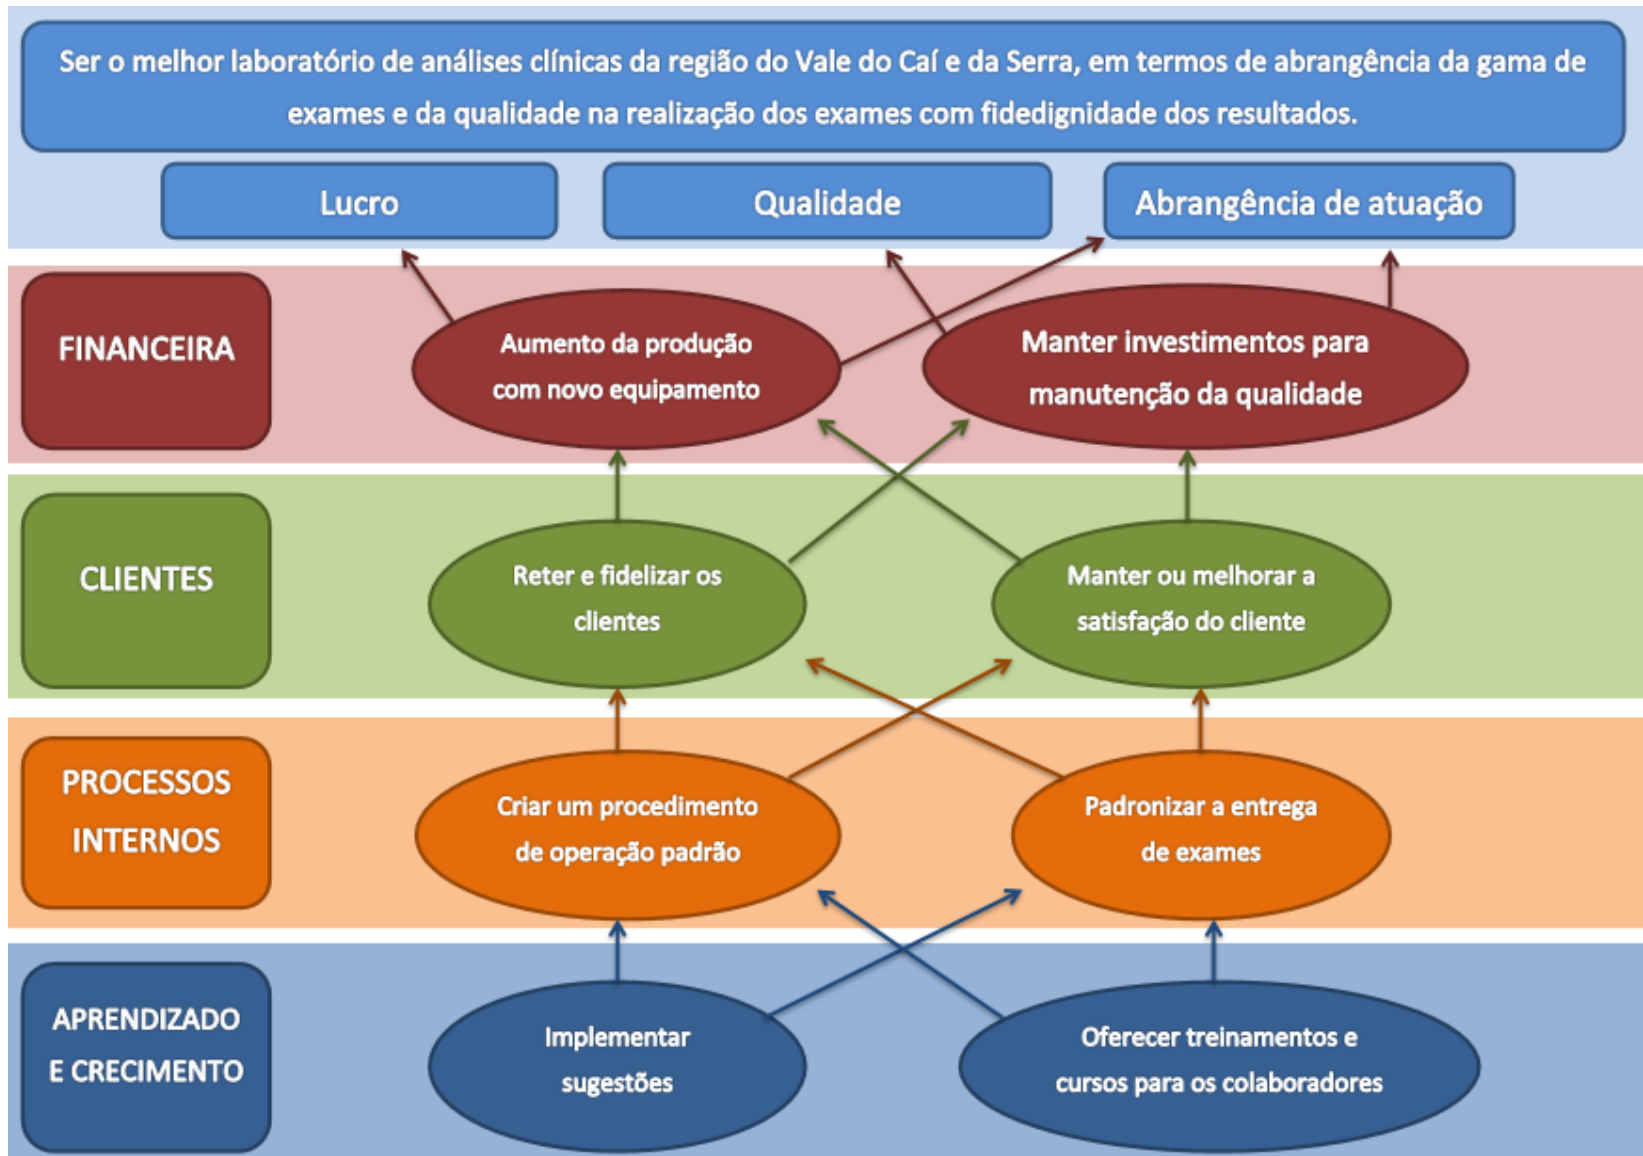 Ser o melhor laboratório de análises clínicas da região do Vale do Caí e da Serra, em termos de abrangência da gama de
exames e da qualidade na realização dos exames com fidedignidade dos resultados.
Lucro
Qualidade
Abrangência de atuação
FINANCEIRA
Aumento da produção
com novo equipamento
Manter investimentos para
manutenção da qualidade
CLIENTES
Reter e fidelizar os
clientes
Manter ou melhorar a
satisfação do cliente
PROCESSOS
INTERNOS
Criar um procedimento
de operação padrão
Padronizar a entrega
de exames
APRENDIZADO
E CRECIMENTO
Implementar
sugestões
Oferecer treinamentos e
cursos para os colaboradores